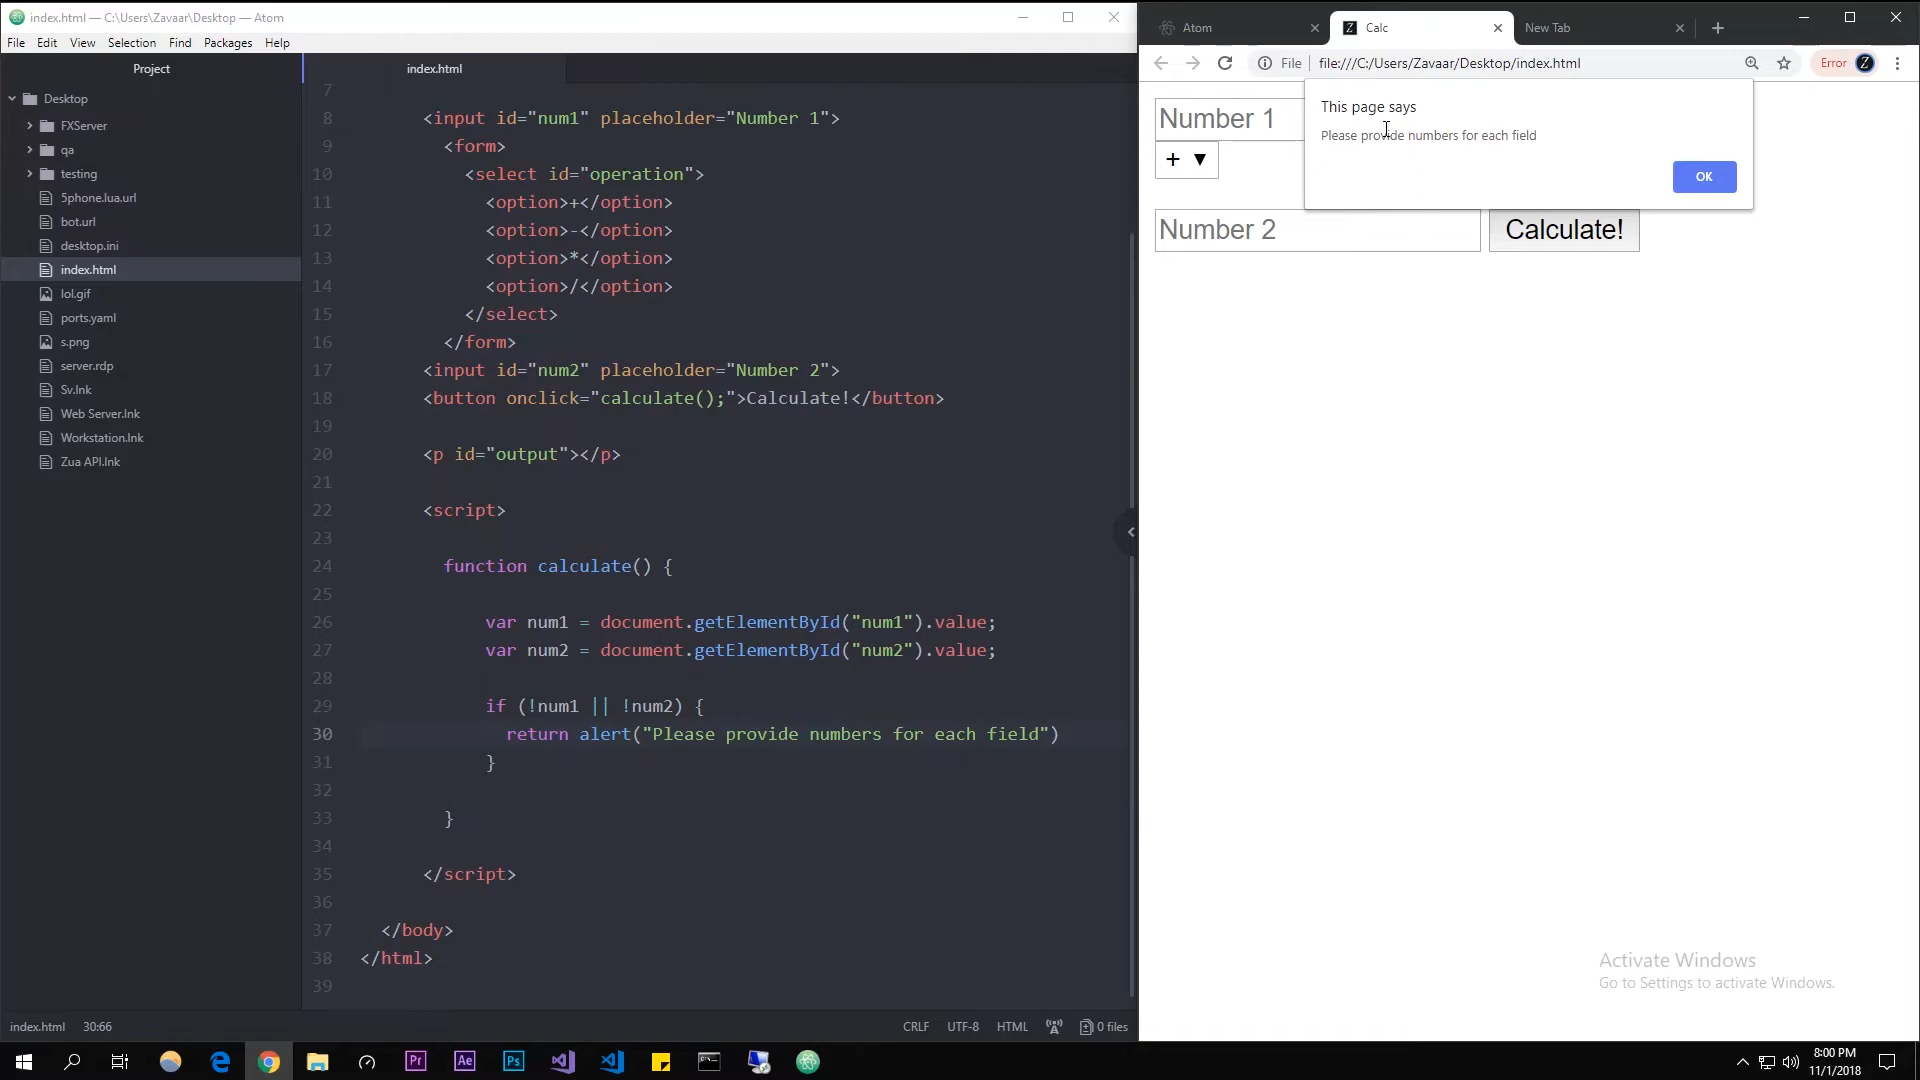 index.html — C:\Users\Zavaar\Desktop — Atom
File Edit View Selection Find Packages Help
Project
Desktop
FXServer
qa
testing
5phone.lua.url
bot.url
desktop.ini
index.html
lol.gif
ports.yaml
s.png
server.rdp
Sv.lnk
Web Server.lnk
Workstation.lnk
Zua API.lnk
index.html
7
8 <input id="num1" placeholder="Number 1">
9 <form>
10 <select id="operation">
11 <option>+</option>
12 <option>-</option>
13 <option>*</option>
14 <option>/</option>
15 </select>
16 </form>
17 <input id="num2" placeholder="Number 2">
18 <button onclick="calculate();">Calculate!</button>
19
20 <p id="output"></p>
21
22 <script>
23
24 function calculate() {
25
26 var num1 = document.getElementById("num1").value;
27 var num2 = document.getElementById("num2").value;
28
29 if (!num1 || !num2) {
30 return alert("Please provide numbers for each field")
31 }
32
33 }
34
35 </script>
36
37 </body>
38 </html>
39
index.html 30:66 CRLF UTF-8 HTML 0 files
Atom Calc New Tab
File file:///C:/Users/Zavaar/Desktop/index.html Error Z
This page says
Please provide numbers for each field
OK
Number 1
+ ▼
Number 2 Calculate!
Activate Windows
Go to Settings to activate Windows.
Pr Ae Ps
8:00 PM
11/1/2018